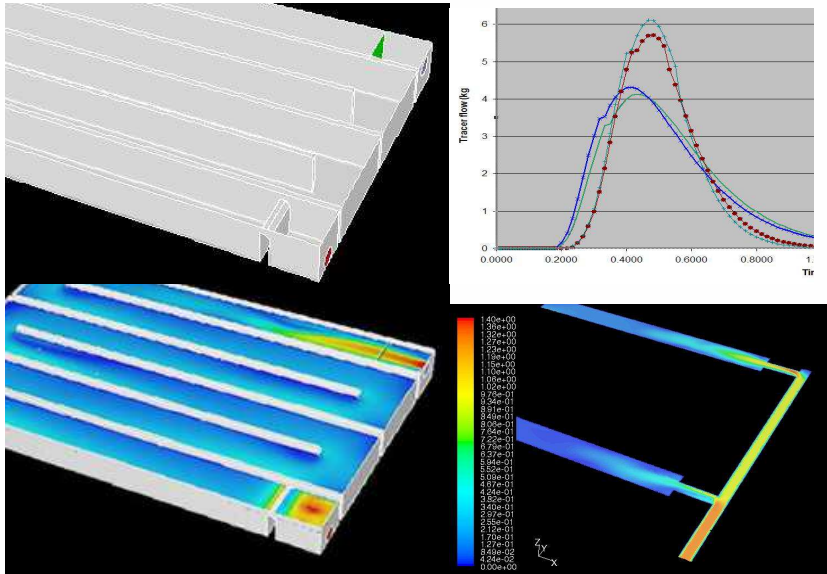 6
5
4
3
2
1
0
Tracer flow (kg
0.0000 0.2000 0.4000 0.6000 0.8000 1.
Tir
1.40e+00
1.36e+00
1.32e+00
1.27e+00
1.23e+00
1.19e+00
1.15e+00
1.10e+00
1.06e+00
1.02e+00
9.76e-01
9.34e-01
8.91e-01
8.49e-01
8.06e-01
7.64e-01
7.22e-01
6.79e-01
6.37e-01
5.94e-01
5.52e-01
5.09e-01
4.67e-01
4.24e-01
3.82e-01
3.40e-01
2.97e-01
2.55e-01
2.12e-01
1.70e-01
1.27e-01
8.49e-02
4.24e-02
0.00e+00
Z
Y
X